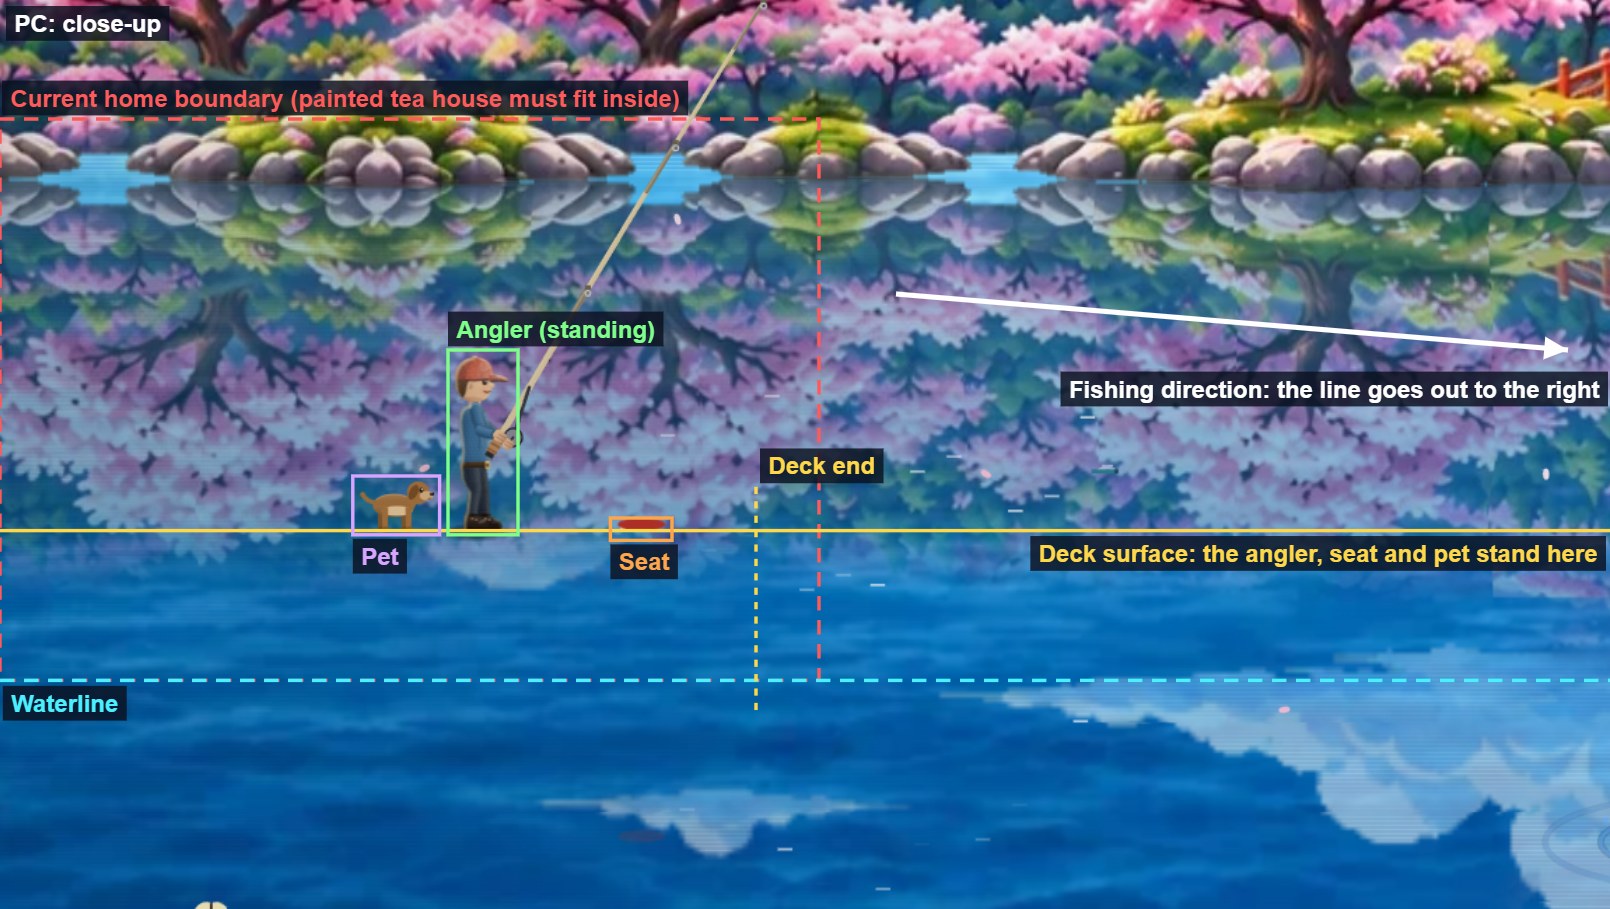 PC: close-up
Current home boundary (painted tea house must fit inside)
Angler (standing)
Fishing direction: the line goes out to the right
Deck end
Pet
Seat
Deck surface: the angler, seat and pet stand here
Waterline